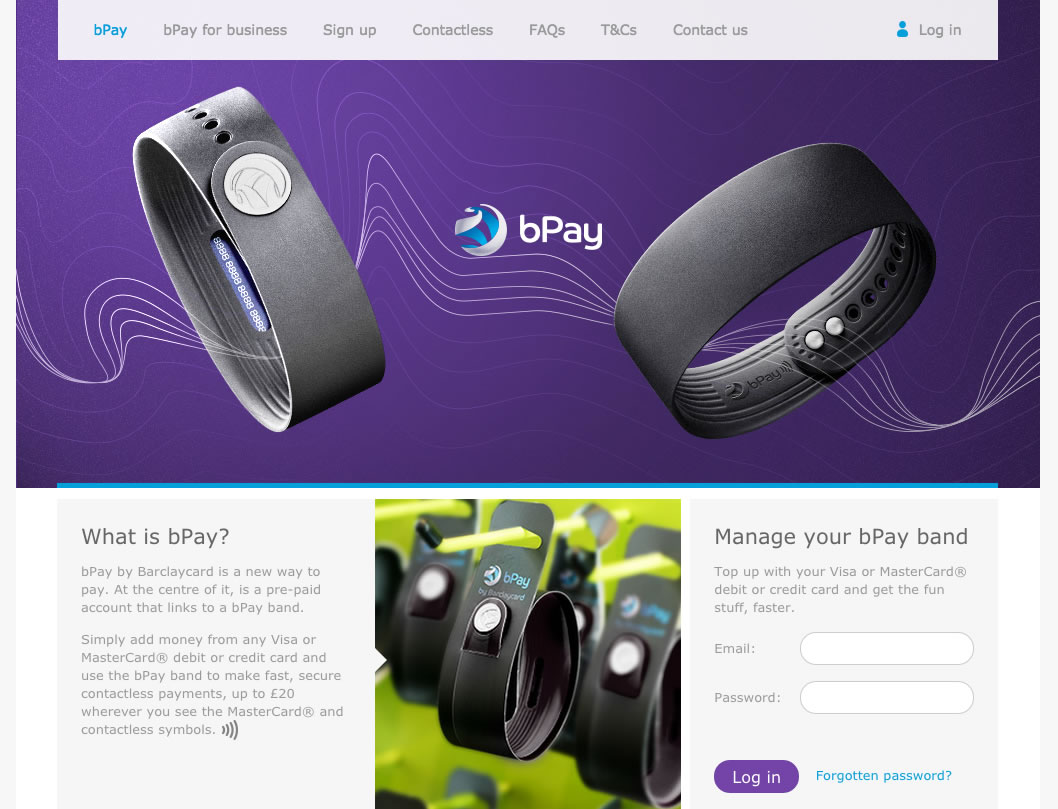 bPay bPay for business Sign up Contactless FAQs T&Cs Contact us Log in
8888 8888 8888 8888
bPay
bPay
What is bPay?
bPay by Barclaycard is a new way to
pay. At the centre of it, is a pre-paid
account that links to a bPay band.
Simply add money from any Visa or
MasterCard® debit or credit card and
use the bPay band to make fast, secure
contactless payments, up to £20
wherever you see the MasterCard® and
contactless symbols.
bPay
by Barclaycard
bPay
Manage your bPay band
Top up with your Visa or MasterCard®
debit or credit card and get the fun
stuff, faster.
Email:
Password:
Log in Forgotten password?